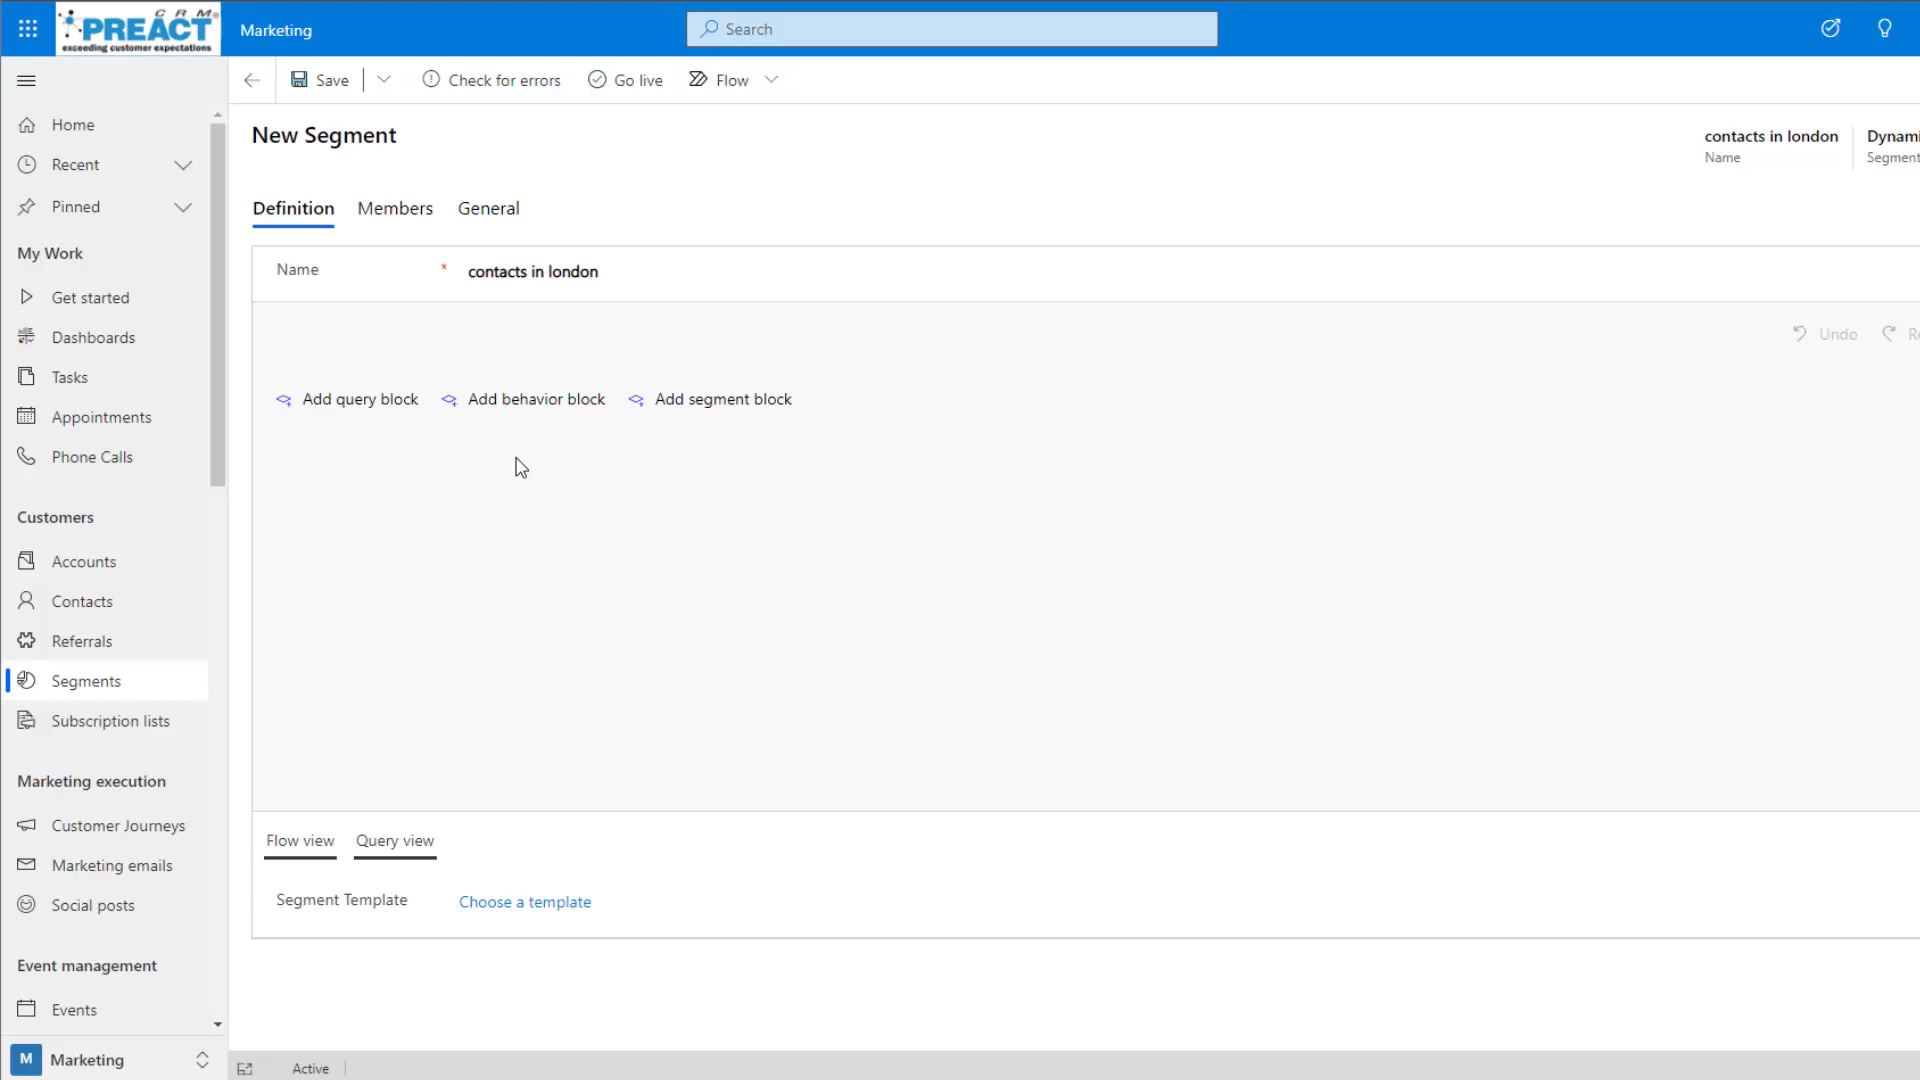 CRM®
PREACT
exceeding customer expectations
Marketing
Search
Save
Check for errors
Go live
Flow
Home
Recent
Pinned
My Work
Get started
Dashboards
Tasks
Appointments
Phone Calls
Customers
Accounts
Contacts
Referrals
Segments
Subscription lists
Marketing execution
Customer Journeys
Marketing emails
Social posts
Event management
Events
M Marketing
New Segment
contacts in london
Name
Dynami
Segment
Definition Members General
Name * contacts in london
Undo Re
Add query block Add behavior block Add segment block
Flow view Query view
Segment Template Choose a template
Active